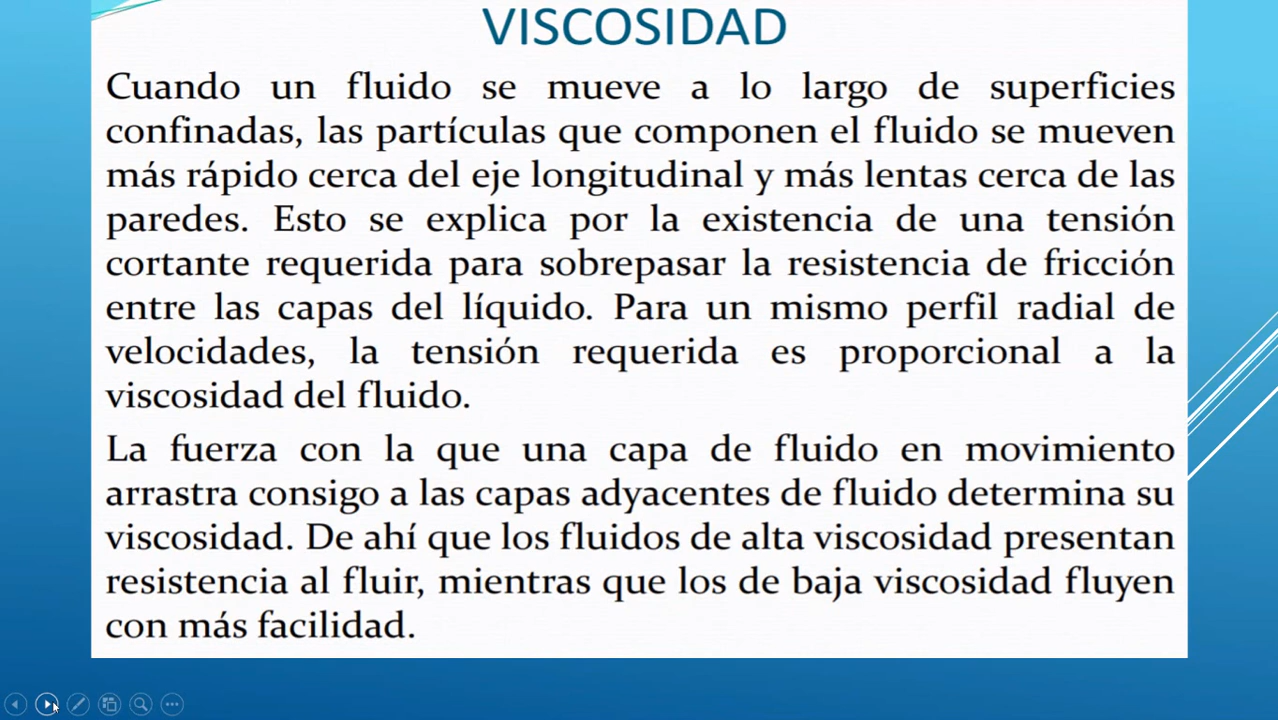 VISCOSIDAD
Cuando un fluido se mueve a lo largo de superficies
confinadas, las partículas que componen el fluido se mueven
más rápido cerca del eje longitudinal y más lentas cerca de las
paredes. Esto se explica por la existencia de una tensión
cortante requerida para sobrepasar la resistencia de fricción
entre las capas del líquido. Para un mismo perfil radial de
velocidades, la tensión requerida es proporcional a la
viscosidad del fluido.
La fuerza con la que una capa de fluido en movimiento
arrastra consigo a las capas adyacentes de fluido determina su
viscosidad. De ahí que los fluidos de alta viscosidad presentan
resistencia al fluir, mientras que los de baja viscosidad fluyen
con más facilidad.